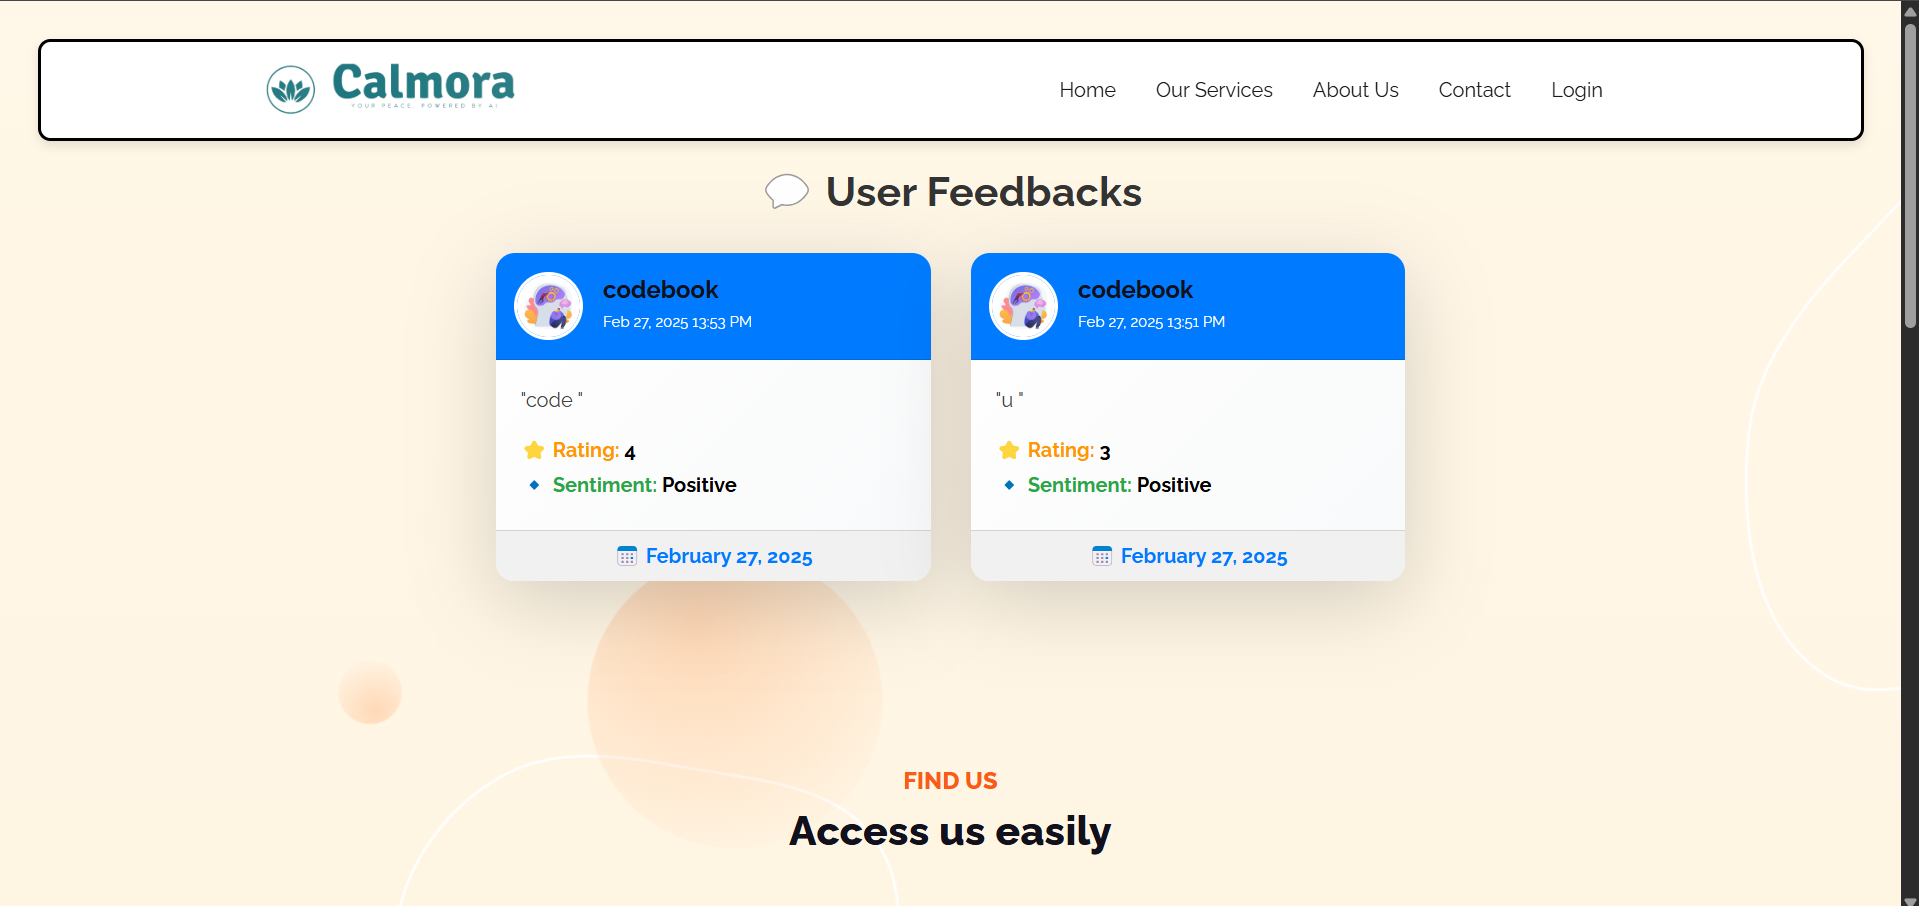 Calmora
YOUR PEACE. POWERED BY AI
Home Our Services About Us Contact Login
User Feedbacks
codebook
Feb 27, 2025 13:53 PM
"code "
Rating: 4
Sentiment: Positive
February 27, 2025
codebook
Feb 27, 2025 13:51 PM
"u "
Rating: 3
Sentiment: Positive
February 27, 2025
FIND US
Access us easily